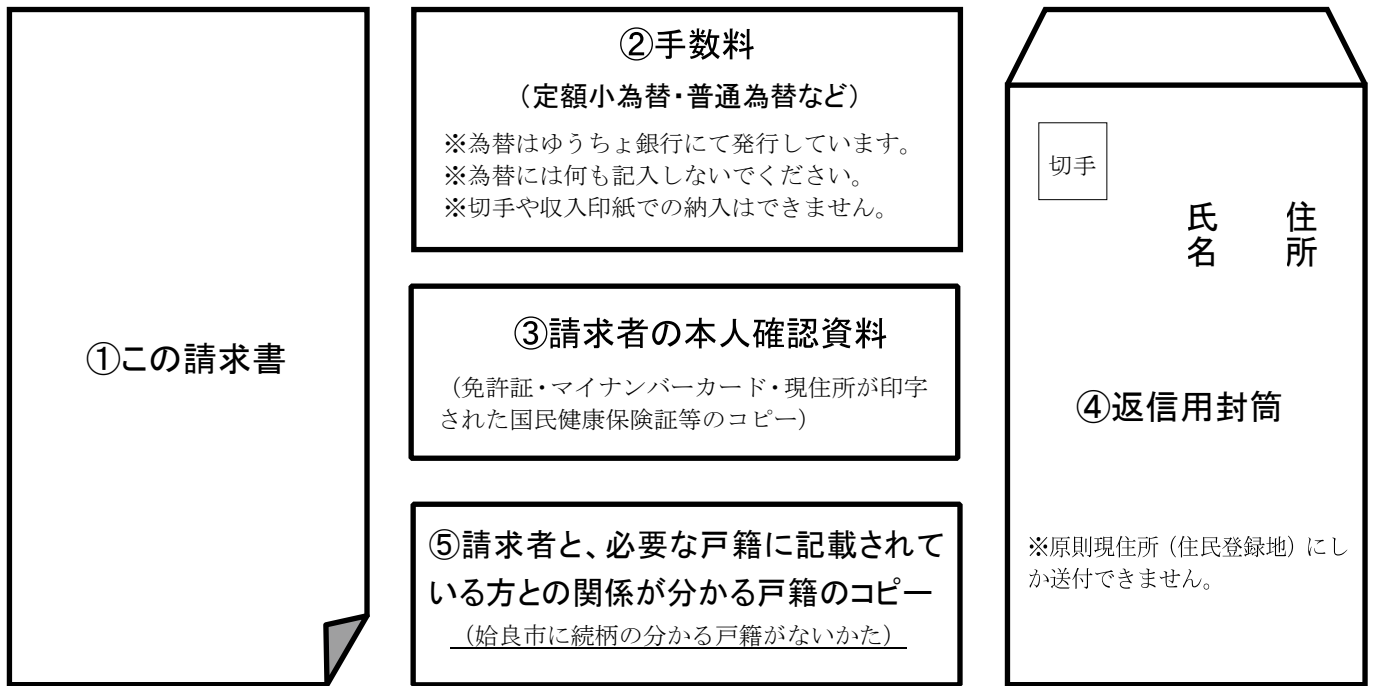 ①この請求書
②手数料
（定額小為替・普通為替など）
※為替はゆうちょ銀行にて発行しています。
※為替には何も記入しないでください。
※切手や収入印紙での納入はできません。
③請求者の本人確認資料
（免許証・マイナンバーカード・現住所が印字
された国民健康保険証等のコピー）
⑤請求者と、必要な戸籍に記載されて
いる方との関係が分かる戸籍のコピー
（姶良市に続柄の分かる戸籍がないかた）
切手
住所
氏名
④返信用封筒
※原則現住所（住民登録地）にし
か送付できません。